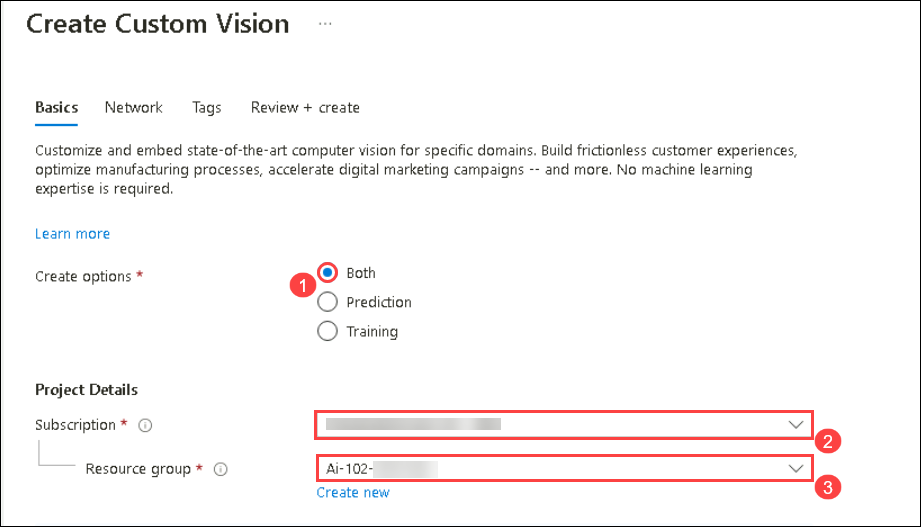 Create Custom Vision ...
Basics Network Tags Review + create
Customize and embed state-of-the-art computer vision for specific domains. Build frictionless customer experiences,
optimize manufacturing processes, accelerate digital marketing campaigns -- and more. No machine learning
expertise is required.
Learn more
Create options * 1 Both
Prediction
Training
Project Details
Subscription * i
2
Resource group * i Ai-102-
3
Create new